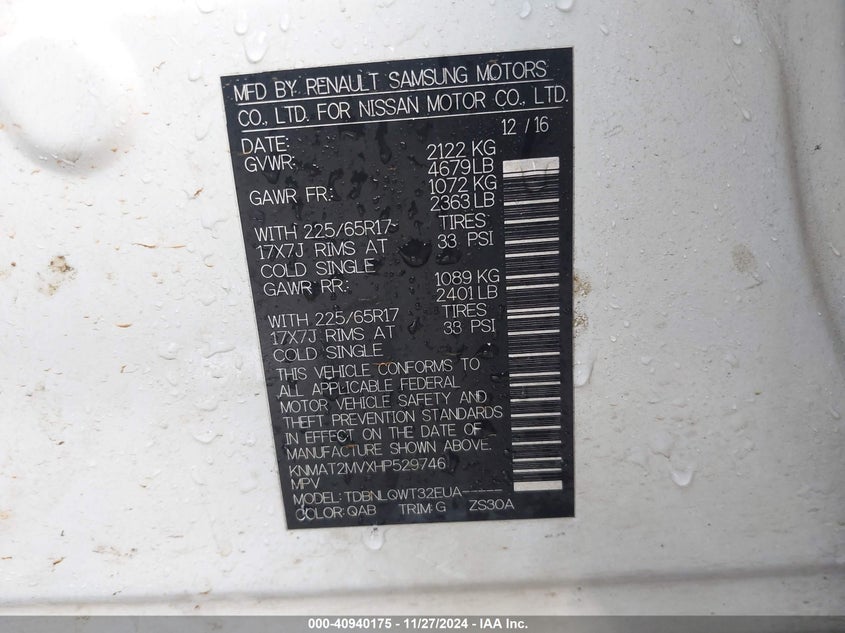 MFD BY RENAULT SAMSUNG MOTORS
CO., LTD. FOR NISSAN MOTOR CO., LTD.
DATE: 12 / 16
GVWR: 2122 KG
4679 LB
GAWR FR: 1072 KG
2363 LB
WITH 225/65R17 TIRES
17X7J RIMS AT 33 PSI
COLD SINGLE
GAWR RR: 1089 KG
2401 LB
WITH 225/65R17 TIRES
17X7J RIMS AT 33 PSI
COLD SINGLE
THIS VEHICLE CONFORMS TO
ALL APPLICABLE FEDERAL
MOTOR VEHICLE SAFETY AND
THEFT PREVENTION STANDARDS
IN EFFECT ON THE DATE OF
MANUFACTURE SHOWN ABOVE.
KNMAT2MVXHP529746
MPV
MODEL: TDBNLQWT32EUA-----
COLOR: QAB TRIM: G ZS30A
000-40940175 — 11/27/2024 — IAA Inc.